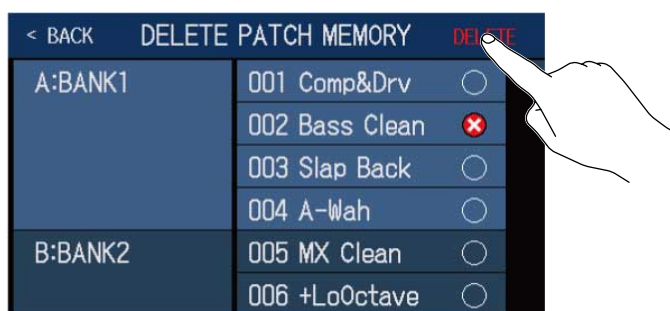 < BACK DELETE PATCH MEMORY DELETE
A:BANK1 001 Comp&Drv
002 Bass Clean
003 Slap Back
004 A-Wah
B:BANK2 005 MX Clean
006 +LoOctave